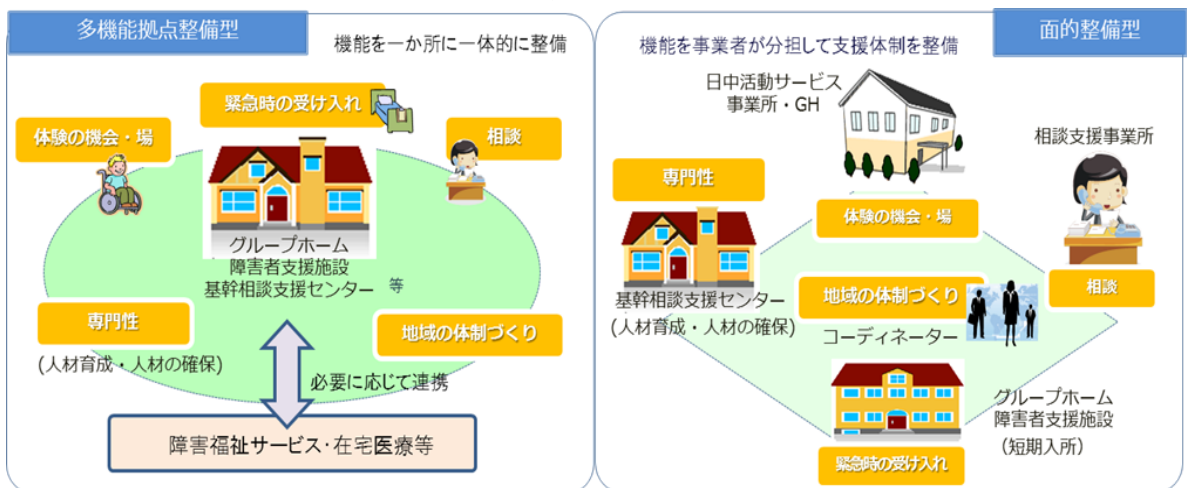 多機能拠点整備型
機能を一か所に一体的に整備
緊急時の受け入れ
体験の機会・場
相談
グループホーム
障害者支援施設
基幹相談支援センター 等
専門性
(人材育成・人材の確保)
地域の体制づくり
必要に応じて連携
障害福祉サービス・在宅医療等
面的整備型
機能を事業者が分担して支援体制を整備
日中活動サービス
事業所・GH
相談支援事業所
専門性
体験の機会・場
基幹相談支援センター
(人材育成・人材の確保)
地域の体制づくり
コーディネーター
相談
グループホーム
障害者支援施設
(短期入所)
緊急時の受け入れ